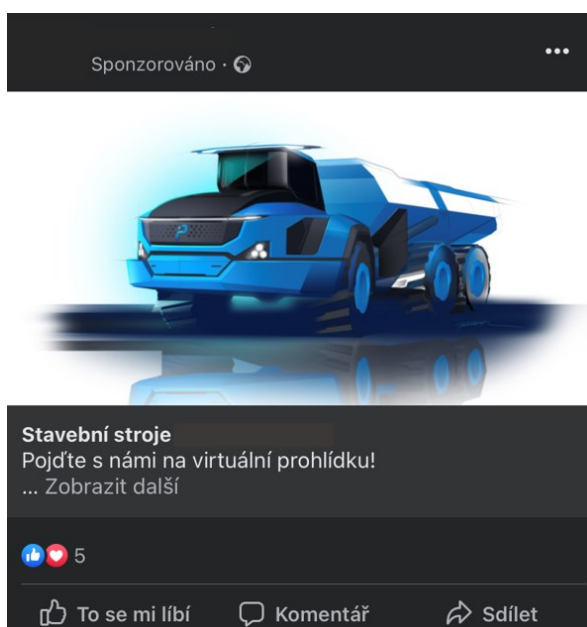 Sponzorováno ·
Stavební stroje
Pojďte s námi na virtuální prohlídku!
... Zobrazit další
5
To se mi líbí
Komentář
Sdílet